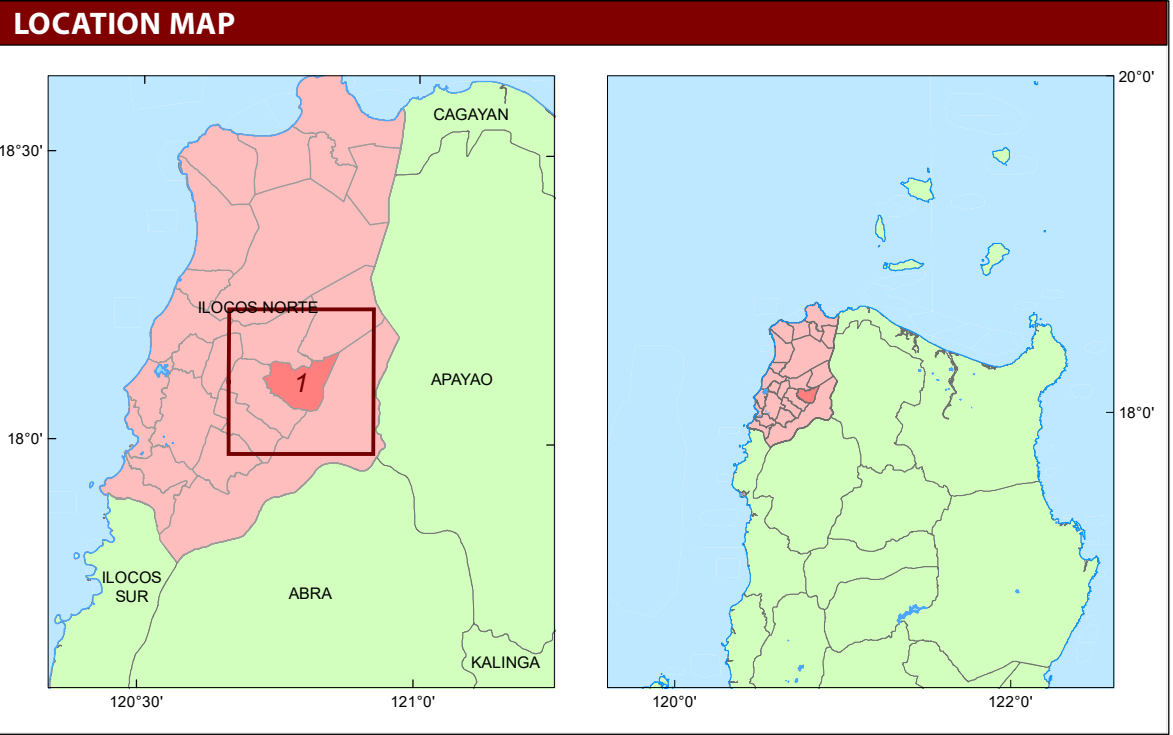 LOCATION MAP
CAGAYAN
18°30'
ILOCOS NORTE
1
APAYAO
18°0'
ILOCOS
SUR
ABRA
KALINGA
120°30'
121°0'
20°0'
18°0'
120°0'
122°0'